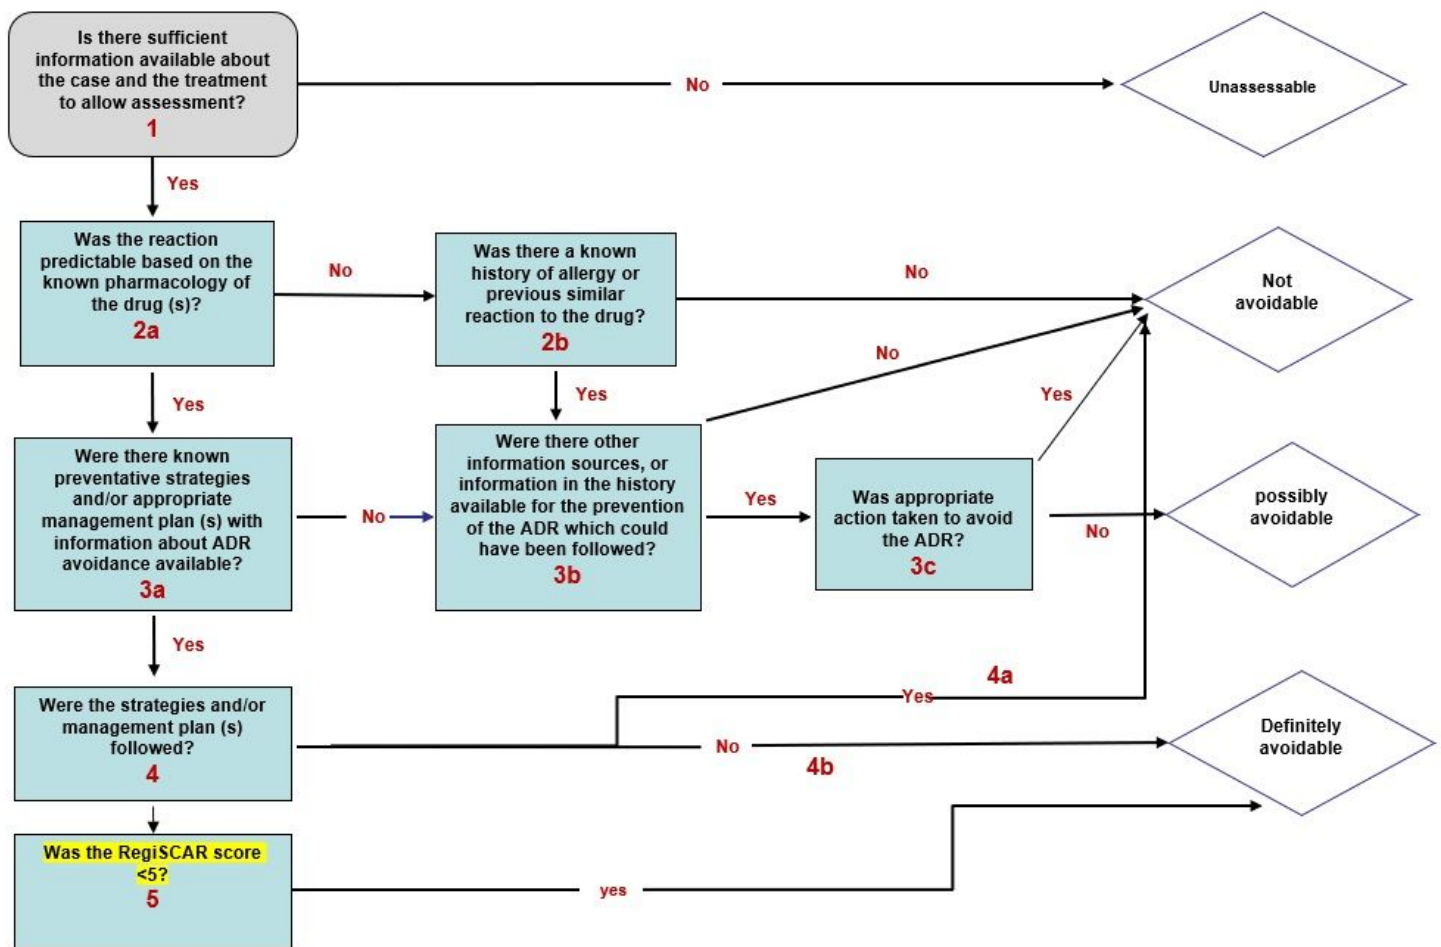 Is there sufficient
information available about
the case and the treatment
to allow assessment?
1
No
Unassessable
Yes
Was the reaction
predictable based on the
known pharmacology of
the drug (s)?
2a
No
Was there a known
history of allergy or
previous similar
reaction to the drug?
2b
No
Not
avoidable
No
Yes
Yes
Yes
Were there known
preventative strategies
and/or appropriate
management plan (s) with
information about ADR
avoidance available?
3a
No
Were there other
information sources, or
information in the history
available for the prevention
of the ADR which could
have been followed?
3b
Yes
Was appropriate
action taken to avoid
the ADR?
3c
No
possibly
avoidable
Yes
Were the strategies and/or
management plan (s)
followed?
4
Yes
4a
No
4b
Definitely
avoidable
Was the RegiSCAR score
<5?
5
yes